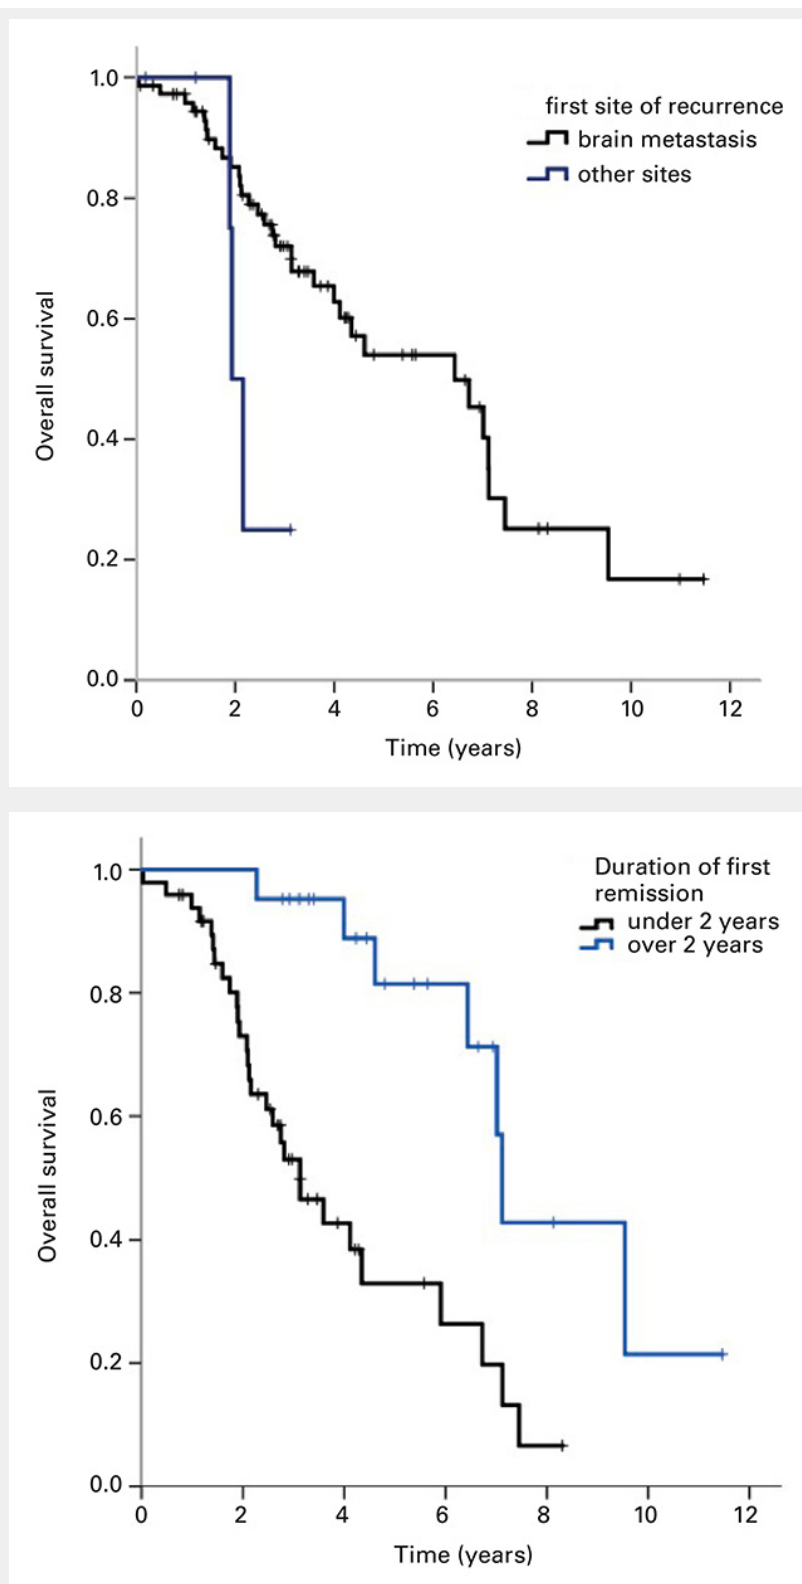 1.0
0.8
0.6
0.4
0.2
0.0
Overall survival
first site of recurrence
brain metastasis
other sites
0 2 4 6 8 10 12
Time (years)
1.0
0.8
0.6
0.4
0.2
0.0
Overall survival
Duration of first
remission
under 2 years
over 2 years
0 2 4 6 8 10 12
Time (years)